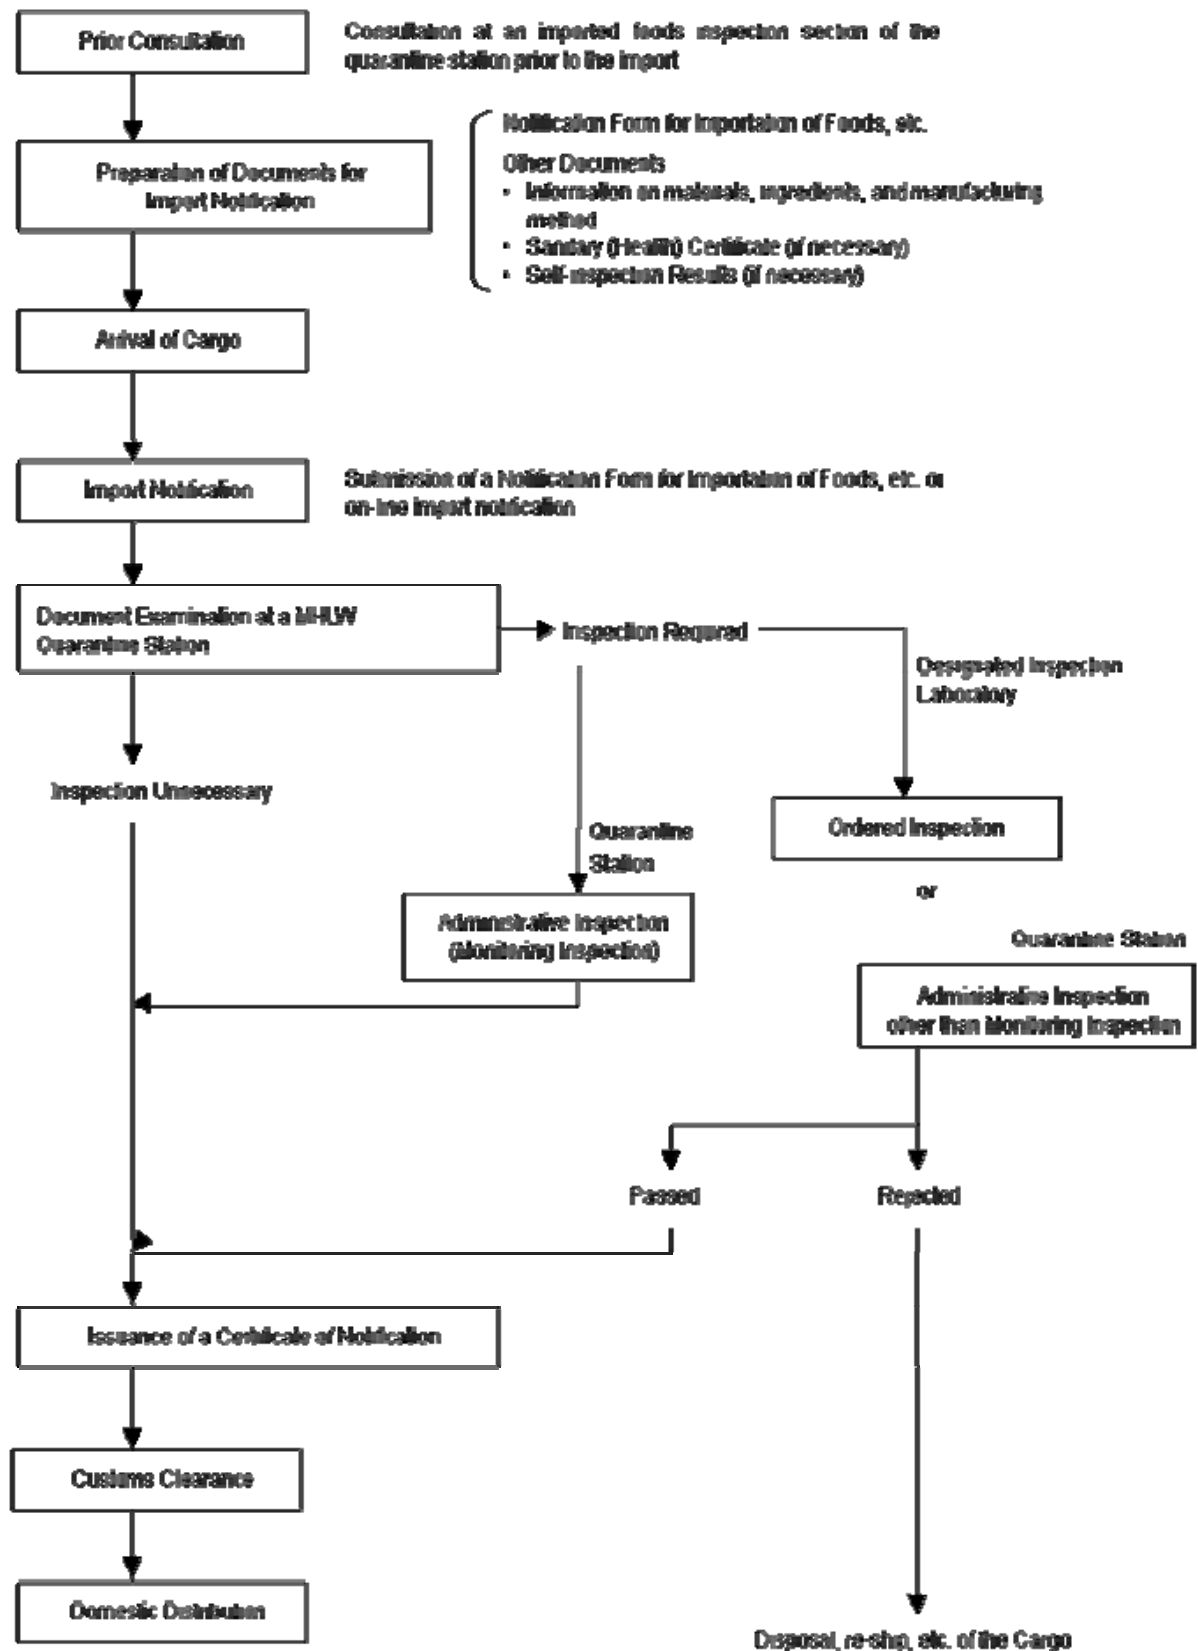 Prior Consultation
Consultation at an imported foods inspection section of the
quarantine station prior to the import
Notification Form for Importation of Foods, etc.
Preparation of Documents for
Import Notification
Other Documents
• Information on materials, ingredients, and manufacturing
method
• Sanitary (Health) Certificate (if necessary)
• Self-inspection Results (if necessary)
Arrival of Cargo
Import Notification
Submission of a Notification Form for Importation of Foods, etc. or
on-line import notification
Document Examination at a MHLW
Quarantine Station
Inspection Required
Designated Inspection
Laboratory
Inspection Unnecessary
Ordered Inspection
Quarantine
Station
or
Administrative Inspection
(Monitoring Inspection)
Quarantine Station
Administrative Inspection
other than Monitoring Inspection
Passed
Rejected
Issuance of a Certificate of Notification
Customs Clearance
Domestic Distribution
Disposal, re-ship, etc. of the Cargo